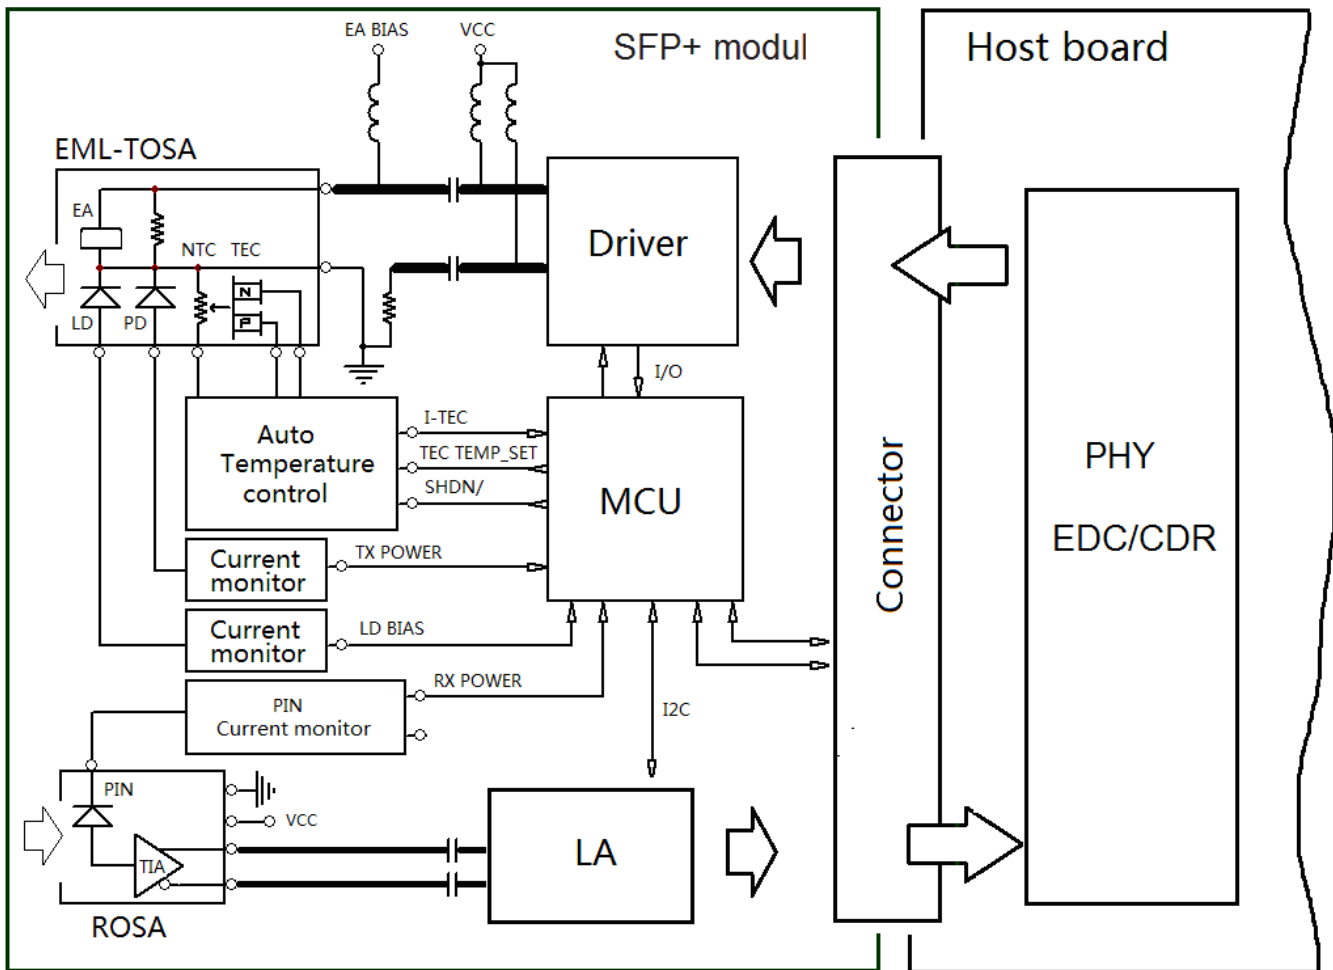 EA BIAS
VCC
SFP+ modul
Host board
EML-TOSA
EA
NTC TEC
N
P
LD
PD
Driver
I/O
Auto
Temperature
control
I-TEC
TEC TEMP_SET
SHDN/
MCU
Connector
PHY
EDC/CDR
Current
monitor
TX POWER
Current
monitor
LD BIAS
PIN
Current monitor
RX POWER
I2C
PIN
VCC
TIA
LA
ROSA